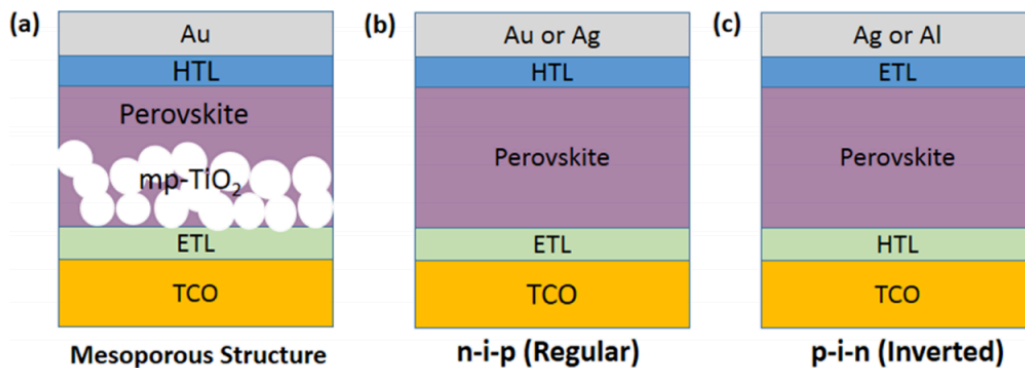 (a)
Au
HTL
Perovskite
mp-TiO₂
ETL
TCO
Mesoporous Structure
(b)
Au or Ag
HTL
Perovskite
ETL
TCO
n-i-p (Regular)
(c)
Ag or Al
ETL
Perovskite
HTL
TCO
p-i-n (Inverted)